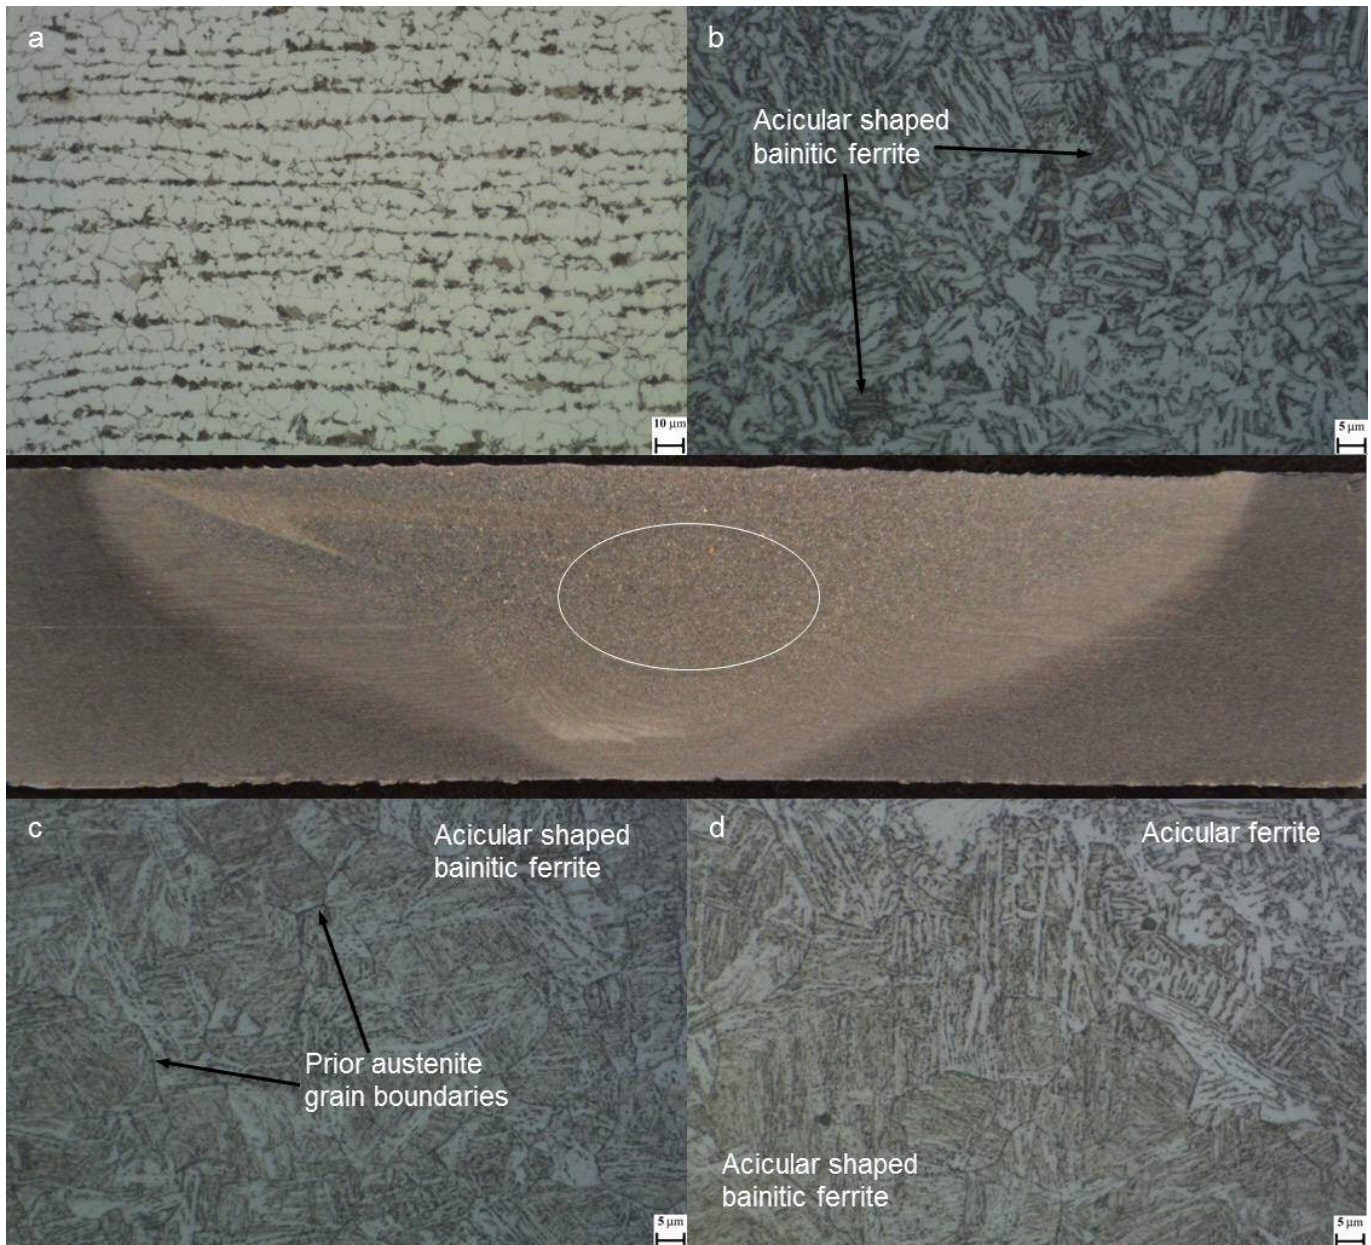 a
b
Acicular shaped
bainitic ferrite
10 µm
5 µm
c
Acicular shaped
bainitic ferrite
Prior austenite
grain boundaries
5 µm
d
Acicular ferrite
Acicular shaped
bainitic ferrite
5 µm